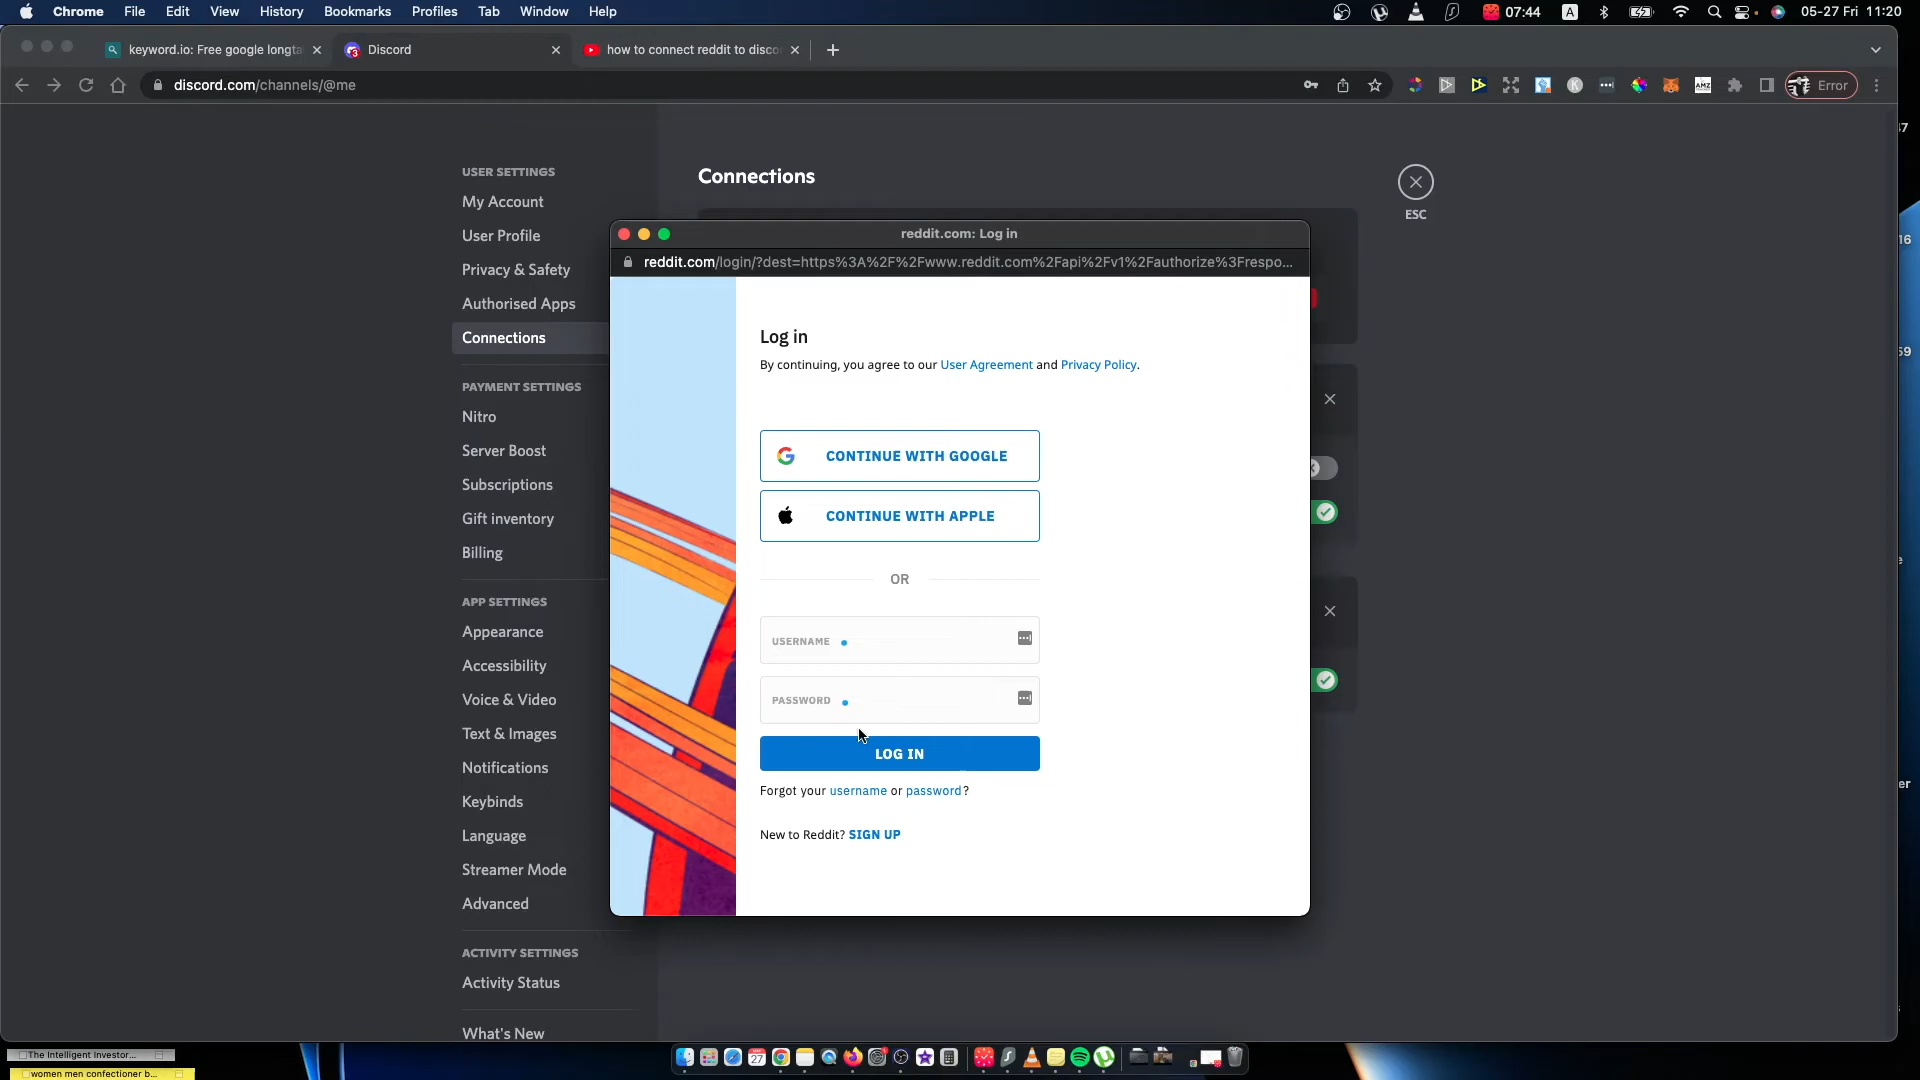 Chrome File Edit View History Bookmarks Profiles Tab Window Help 07:44 A 05-27 Fri 11:20
keyword.io: Free google longta Discord how to connect reddit to disco
discord.com/channels/@me Error
USER SETTINGS
My Account
User Profile
Privacy & Safety
Authorised Apps
Connections
PAYMENT SETTINGS
Nitro
Server Boost
Subscriptions
Gift inventory
Billing
APP SETTINGS
Appearance
Accessibility
Voice & Video
Text & Images
Notifications
Keybinds
Language
Streamer Mode
Advanced
ACTIVITY SETTINGS
Activity Status
What's New
Connections
ESC
reddit.com: Log in
reddit.com/login/?dest=https%3A%2F%2Fwww.reddit.com%2Fapi%2Fv1%2Fauthorize%3Frespo...
Log in
By continuing, you agree to our User Agreement and Privacy Policy.
CONTINUE WITH GOOGLE
CONTINUE WITH APPLE
OR
USERNAME
PASSWORD
LOG IN
Forgot your username or password?
New to Reddit? SIGN UP
The Intelligent Investor...
women men confectioner b...